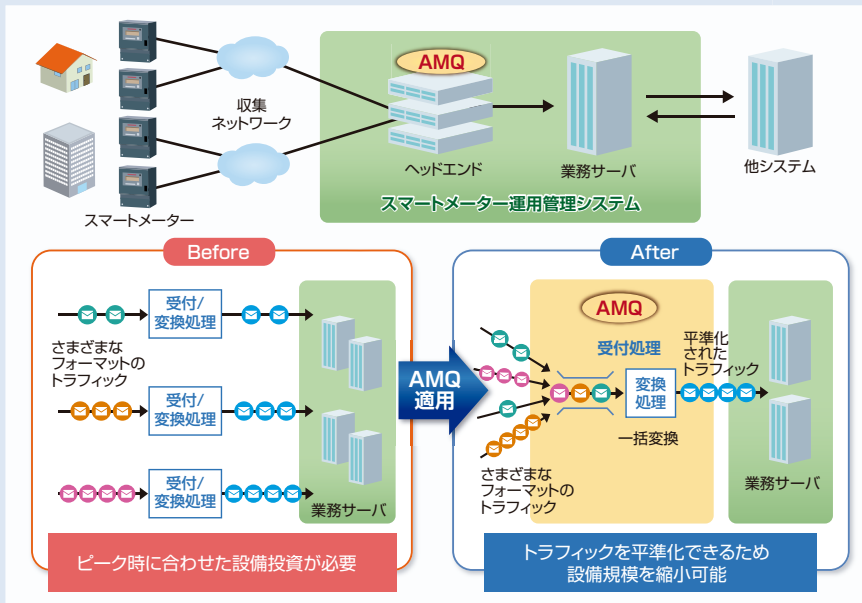 AMQ
収集
ネットワーク
ヘッドエンド
業務サーバ
他システム
スマートメーター
スマートメーター運用管理システム
Before
受付/
変換処理
さまざまな
フォーマットの
トラフィック
受付/
変換処理
受付/
変換処理
業務サーバ
ピーク時に合わせた設備投資が必要
AMQ
適用
After
AMQ
受付処理
平準化
された
トラフィック
変換
処理
一括変換
さまざまな
フォーマットの
トラフィック
業務サーバ
トラフィックを平準化できるため
設備規模を縮小可能